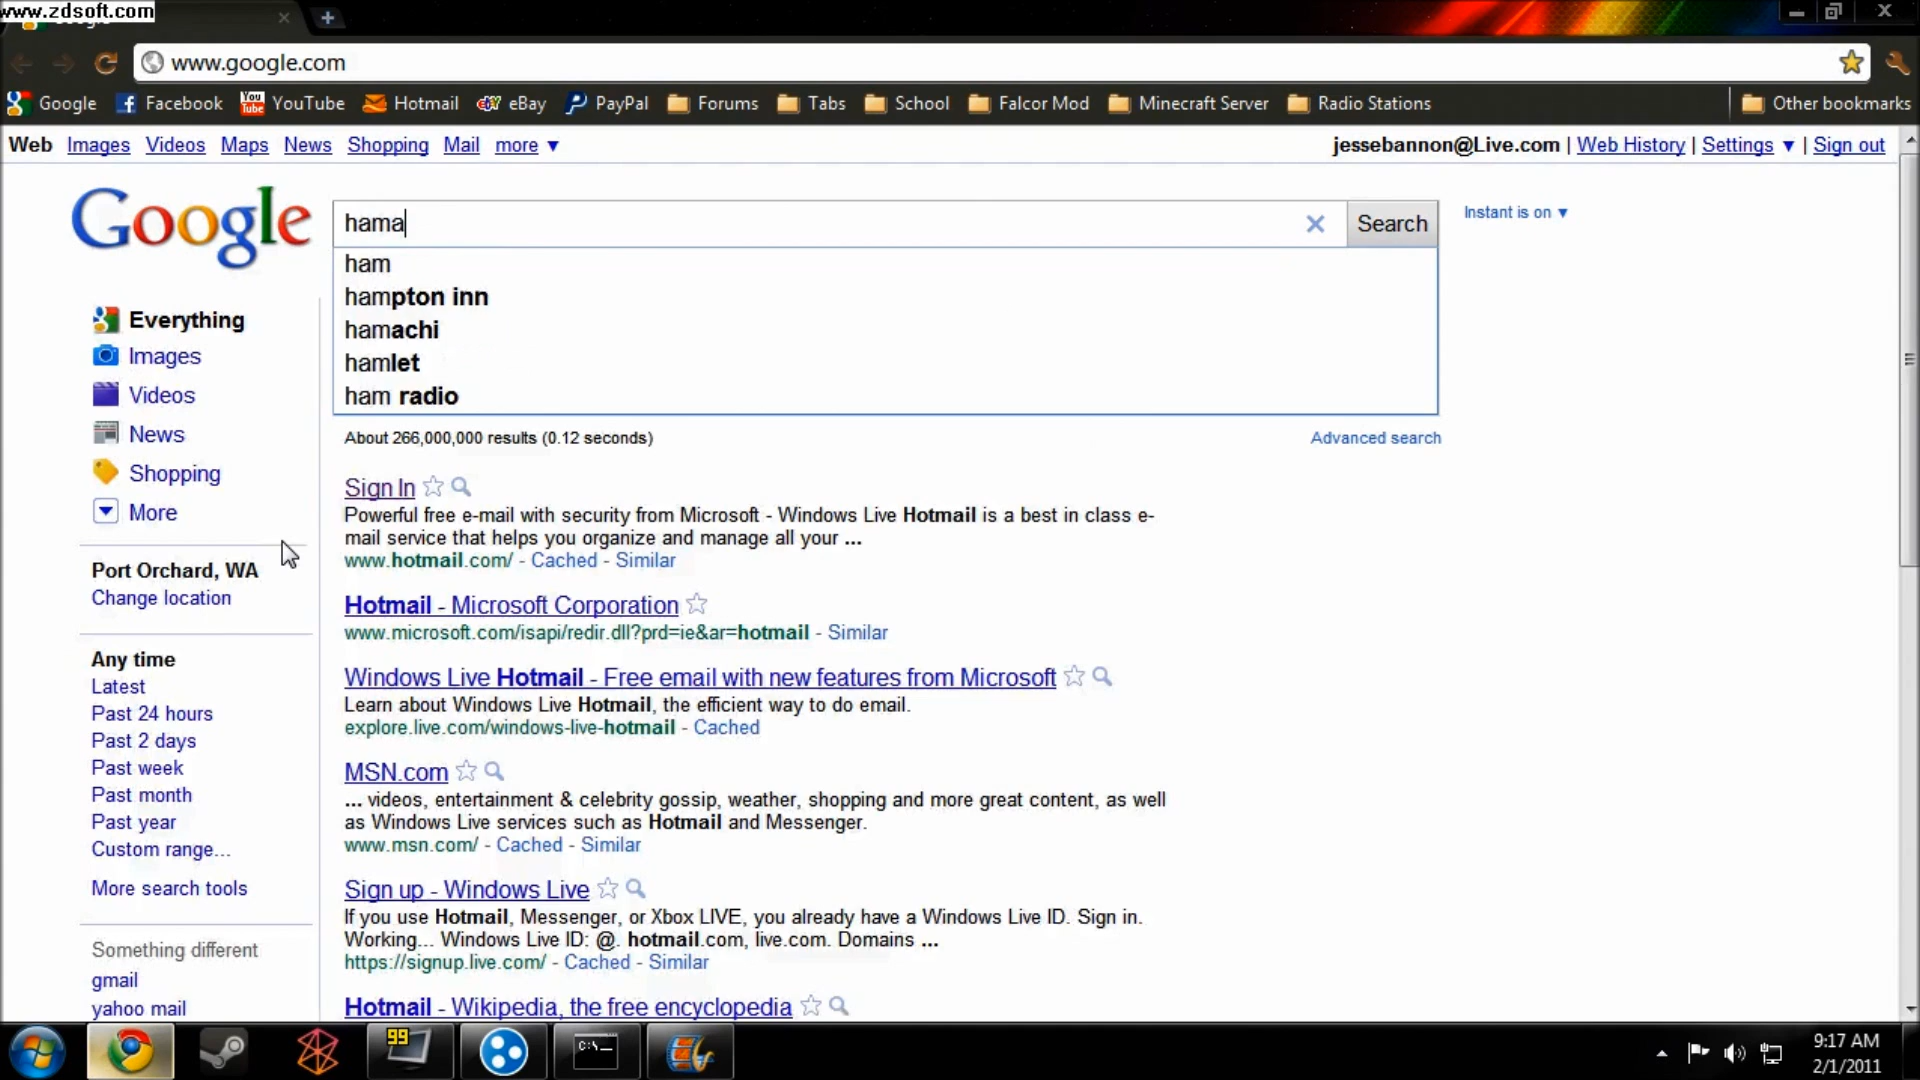 www.zdsoft.com
www.google.com
Google Facebook YouTube Hotmail eBay PayPal Forums Tabs School Falcor Mod Minecraft Server Radio Stations Other bookmarks
Web Images Videos Maps News Shopping Mail more ▼ jessebannon@Live.com | Web History | Settings ▼ | Sign out
Google hama Search Instant is on ▼
ham
hampton inn
hamachi
hamlet
ham radio
About 266,000,000 results (0.12 seconds) Advanced search
Everything
Images
Videos
News
Shopping
More
Port Orchard, WA
Change location
Any time
Latest
Past 24 hours
Past 2 days
Past week
Past month
Past year
Custom range...
More search tools
Something different
gmail
yahoo mail
Sign In
Powerful free e-mail with security from Microsoft - Windows Live Hotmail is a best in class e-
mail service that helps you organize and manage all your ...
www.hotmail.com/ - Cached - Similar
Hotmail - Microsoft Corporation
www.microsoft.com/isapi/redir.dll?prd=ie&ar=hotmail - Similar
Windows Live Hotmail - Free email with new features from Microsoft
Learn about Windows Live Hotmail, the efficient way to do email.
explore.live.com/windows-live-hotmail - Cached
MSN.com
... videos, entertainment & celebrity gossip, weather, shopping and more great content, as well
as Windows Live services such as Hotmail and Messenger.
www.msn.com/ - Cached - Similar
Sign up - Windows Live
If you use Hotmail, Messenger, or Xbox LIVE, you already have a Windows Live ID. Sign in.
Working... Windows Live ID: @. hotmail.com, live.com. Domains ...
https://signup.live.com/ - Cached - Similar
Hotmail - Wikipedia, the free encyclopedia
99
C:\
9:17 AM
2/1/2011